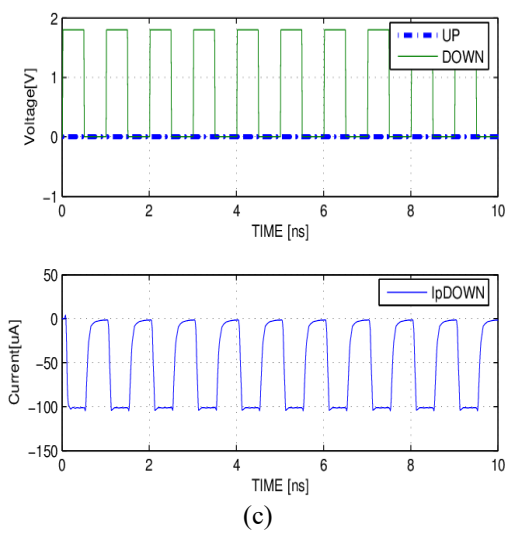 2
1
0
−1
Voltage[V]
UP
DOWN
0 2 4 6 8 10
TIME [ns]
50
0
−50
−100
−150
Current[uA]
IpDOWN
0 2 4 6 8 10
TIME [ns]
(c)